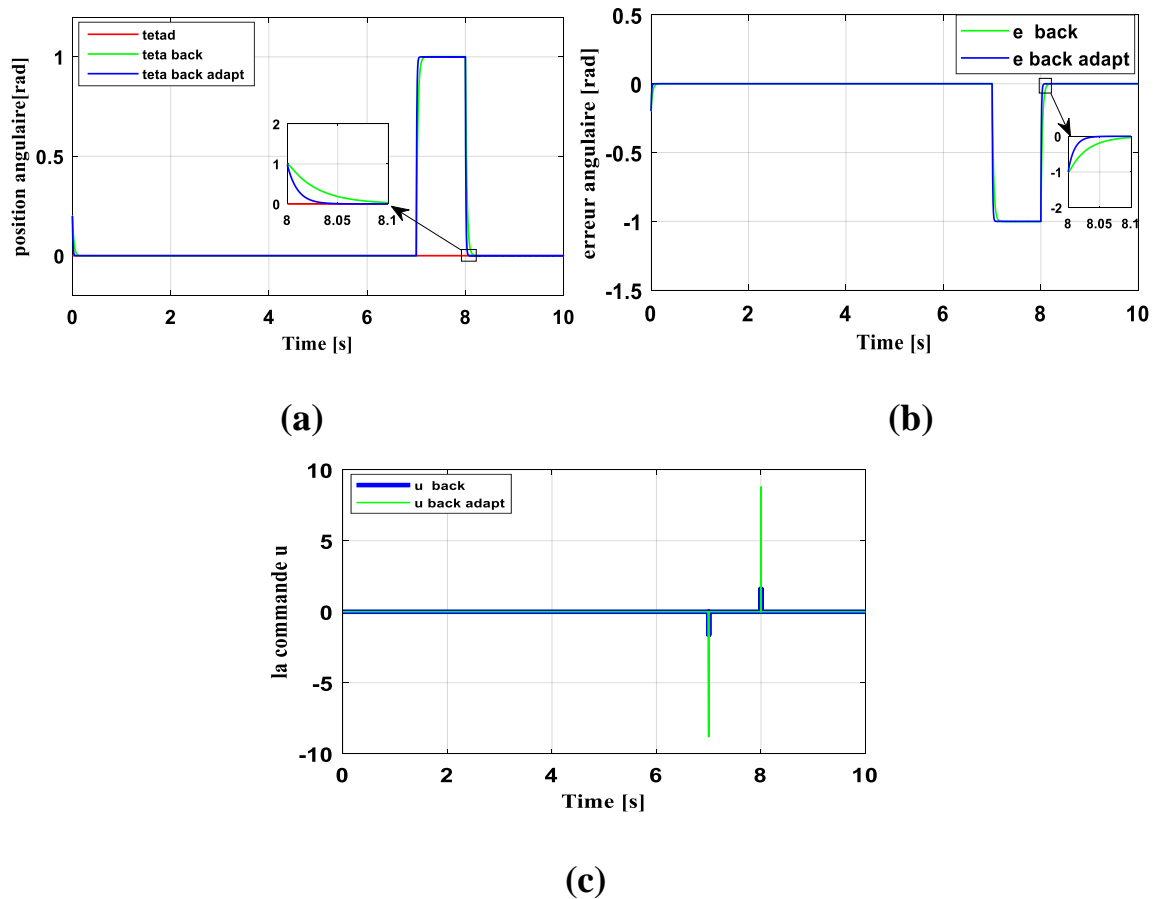 tetad
teta back
teta back adapt
position angulaire[rad]
1
0.5
0
2
1
0
8
8.05
8.1
0
2
4
6
8
10
Time [s]
(a)
e back
e back adapt
erreur angulaire [rad]
0.5
0
-0.5
-1
-1.5
0
-1
-2
8
8.05
8.1
0
2
4
6
8
10
Time [s]
(b)
u back
u back adapt
la commande u
10
5
0
-5
-10
0
2
4
6
8
10
Time [s]
(c)